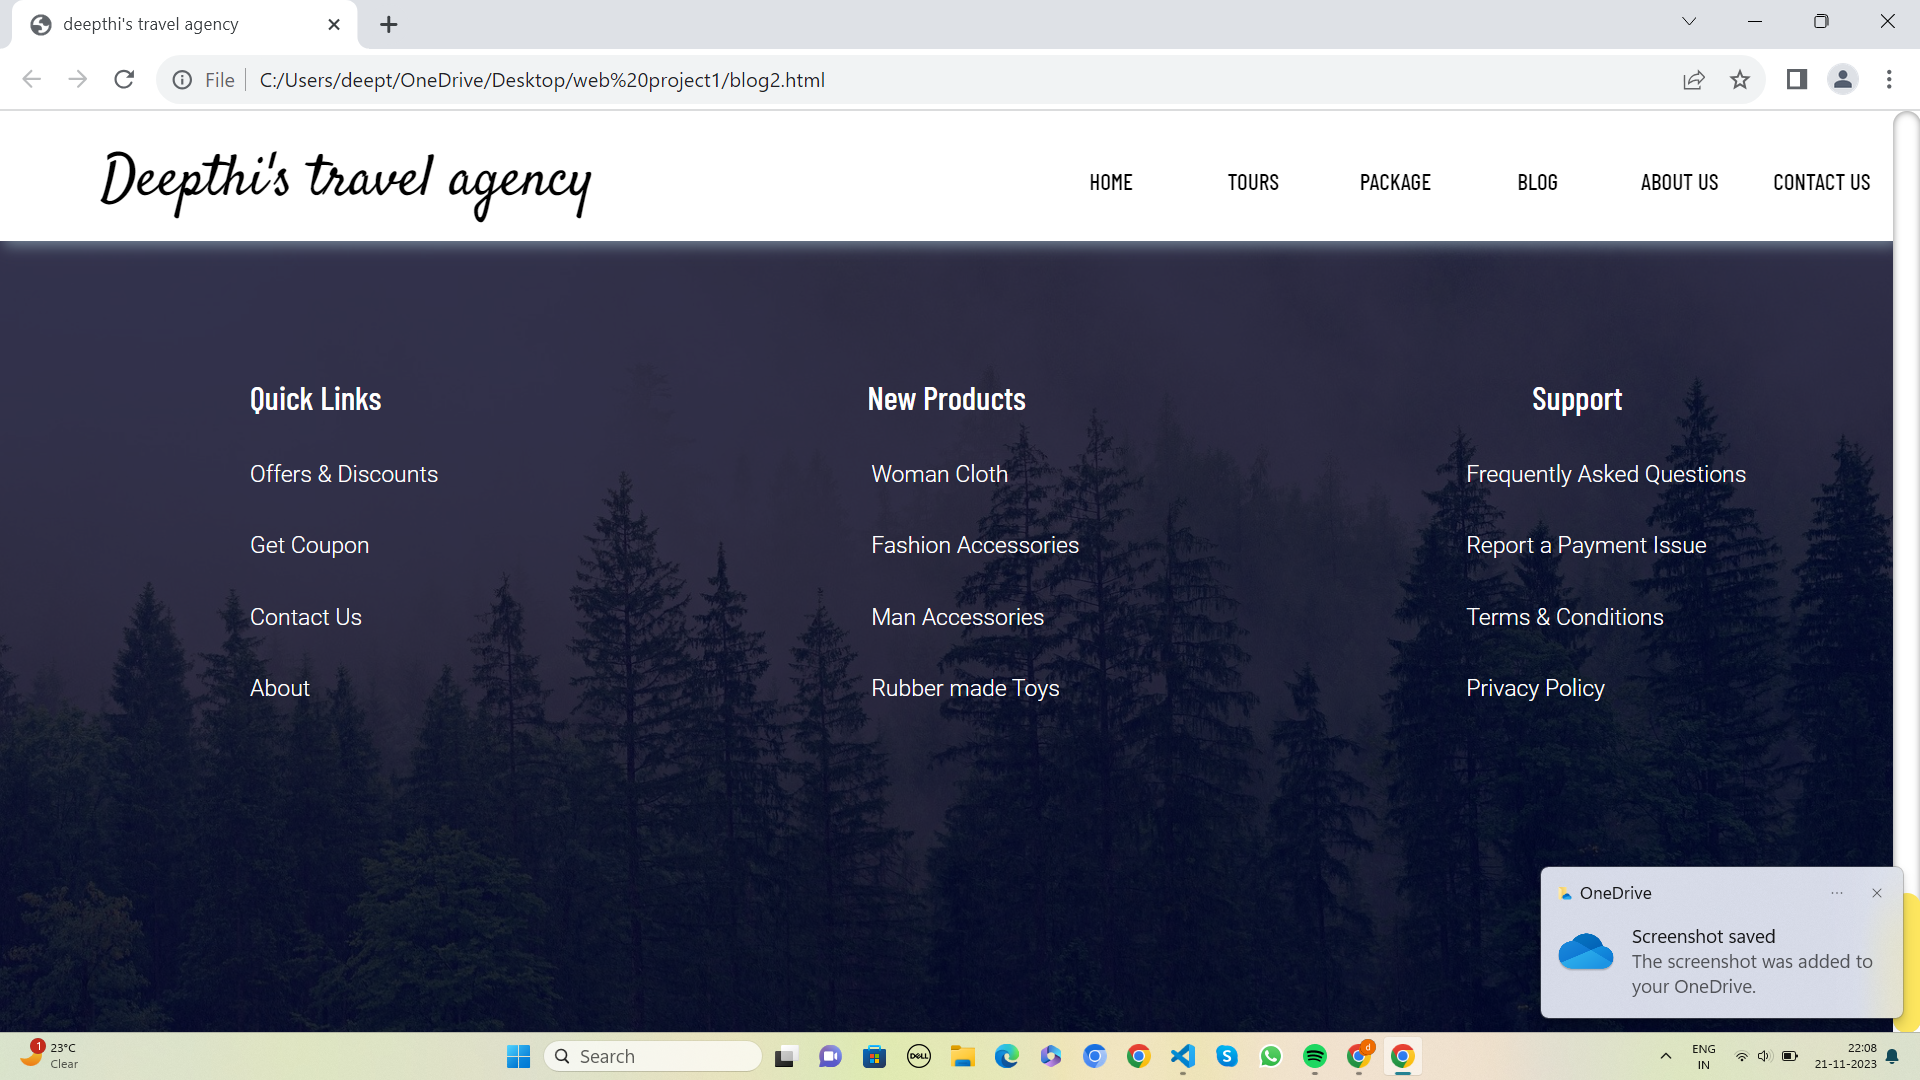 deepthi's travel agency
File
C:/Users/deept/OneDrive/Desktop/web%20project1/blog2.html
Deepthi's travel agency
HOME TOURS PACKAGE BLOG ABOUT US CONTACT US
Quick Links
Offers & Discounts
Get Coupon
Contact Us
About
New Products
Woman Cloth
Fashion Accessories
Man Accessories
Rubber made Toys
Support
Frequently Asked Questions
Report a Payment Issue
Terms & Conditions
Privacy Policy
OneDrive
Screenshot saved
The screenshot was added to
your OneDrive.
1
23°C
Clear
Search
DELL
S
d
ENG
IN
22:08
21-11-2023